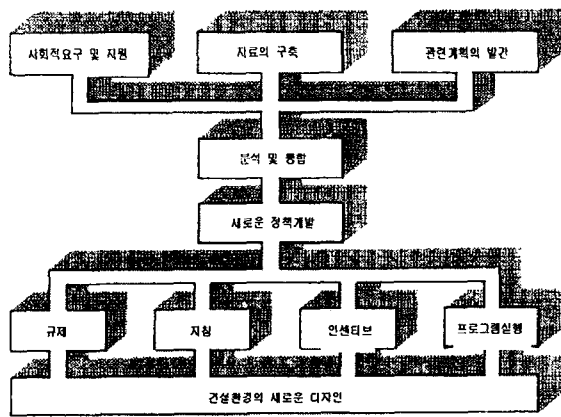 사회적요구 및 지원
자료의 구축
관련계획의 발간
분석 및 통합
새로운 정책개발
규제
지침
인센티브
프로그램실행
건설환경의 새로운 디자인